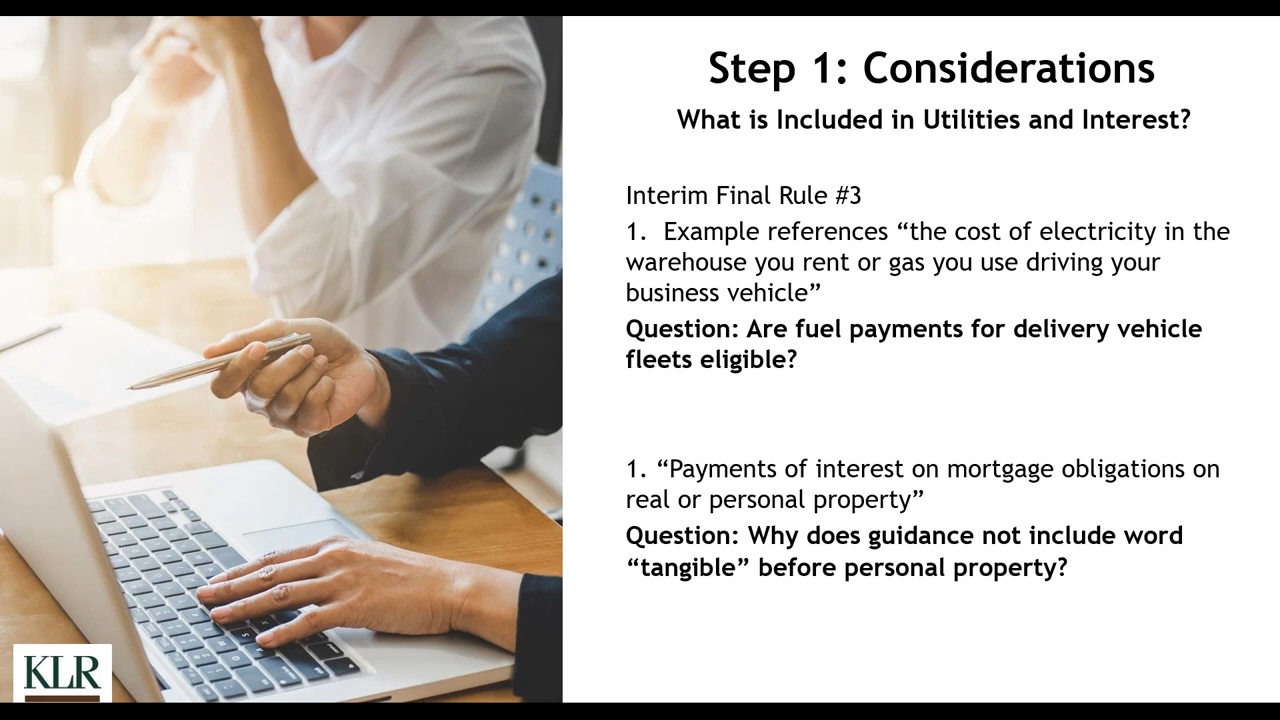 Step 1: Considerations
What is Included in Utilities and Interest?
Interim Final Rule #3
1. Example references “the cost of electricity in the
warehouse you rent or gas you use driving your
business vehicle”
Question: Are fuel payments for delivery vehicle
fleets eligible?
1. “Payments of interest on mortgage obligations on
real or personal property”
Question: Why does guidance not include word
“tangible” before personal property?
KLR